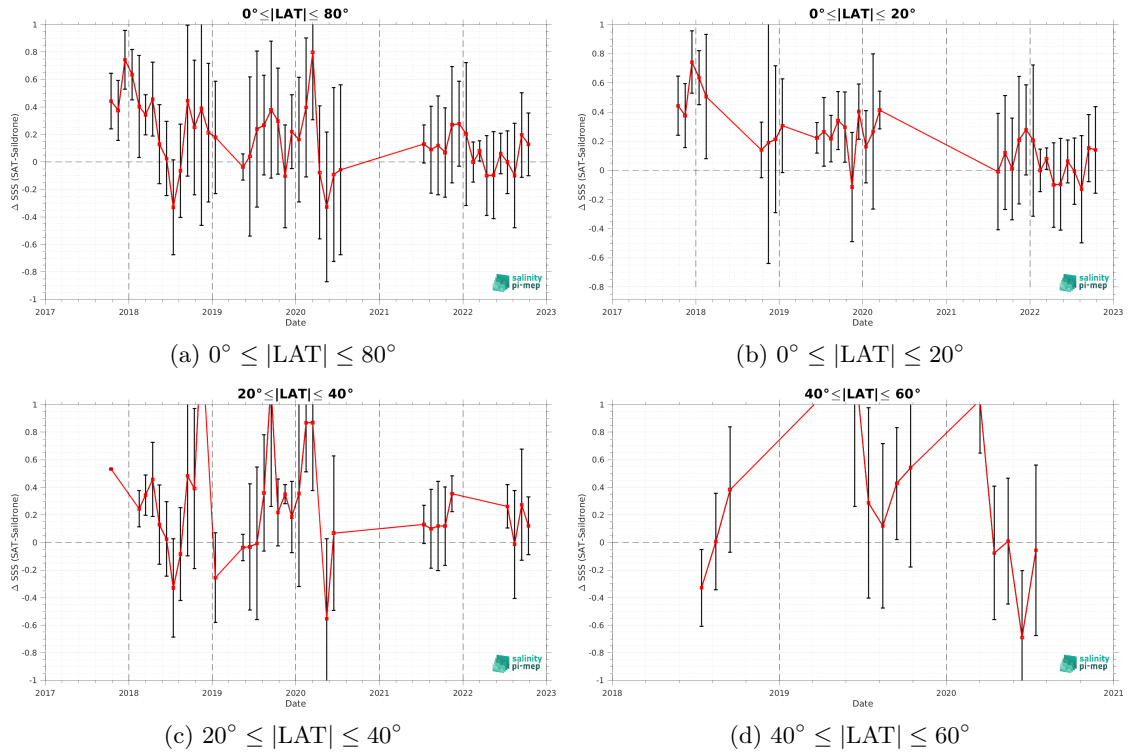 0°≤|LAT|≤ 80°
Δ SSS (SAT-Saildrone)
1
0.8
0.6
0.4
0.2
0
-0.2
-0.4
-0.6
-0.8
-1
salinity
pi-mep
2017 2018 2019 2020 2021 2022 2023
Date
(a) 0° ≤ |LAT| ≤ 80°
0°≤|LAT|≤ 20°
Δ SSS (SAT-Saildrone)
1
0.8
0.6
0.4
0.2
0
-0.2
-0.4
-0.6
-0.8
salinity
pi-mep
2017 2018 2019 2020 2021 2022 2023
Date
(b) 0° ≤ |LAT| ≤ 20°
20°≤|LAT|≤ 40°
Δ SSS (SAT-Saildrone)
1
0.8
0.6
0.4
0.2
0
-0.2
-0.4
-0.6
-0.8
-1
salinity
pi-mep
2017 2018 2019 2020 2021 2022 2023
Date
(c) 20° ≤ |LAT| ≤ 40°
40°≤|LAT|≤ 60°
Δ SSS (SAT-Saildrone)
1
0.8
0.6
0.4
0.2
0
-0.2
-0.4
-0.6
-0.8
-1
salinity
pi-mep
2018 2019 2020 2021
Date
(d) 40° ≤ |LAT| ≤ 60°